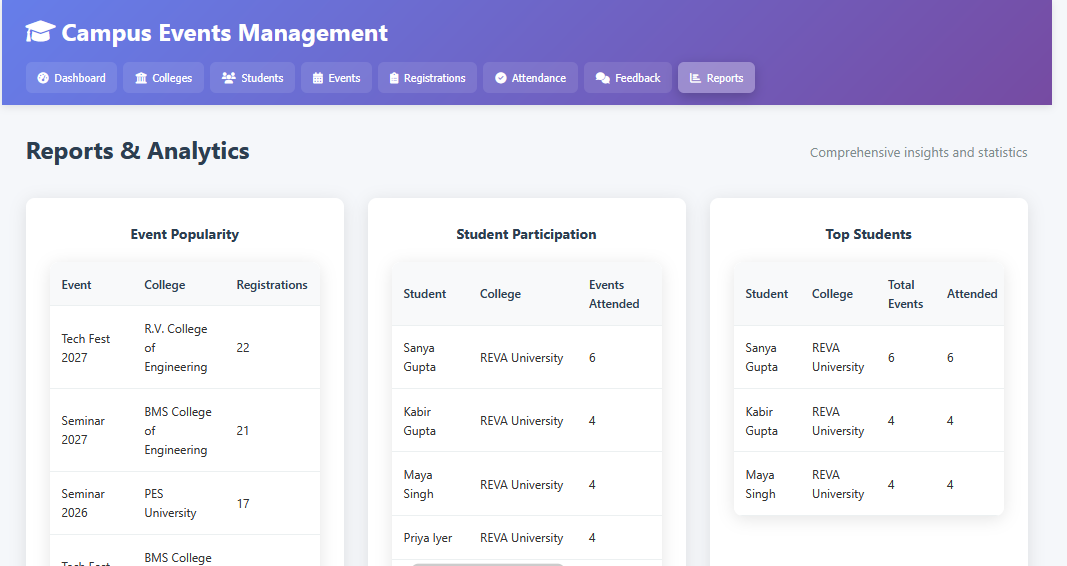 Campus Events Management
Dashboard Colleges Students Events Registrations Attendance Feedback Reports
Reports & Analytics
Comprehensive insights and statistics
Event Popularity
Event College Registrations
Tech Fest 2027 R.V. College of Engineering 22
Seminar 2027 BMS College of Engineering 21
Seminar 2026 PES University 17
Tech Fest BMS College
Student Participation
Student College Events Attended
Sanya Gupta REVA University 6
Kabir Gupta REVA University 4
Maya Singh REVA University 4
Priya Iyer REVA University 4
Top Students
Student College Total Events Attended
Sanya Gupta REVA University 6 6
Kabir Gupta REVA University 4 4
Maya Singh REVA University 4 4